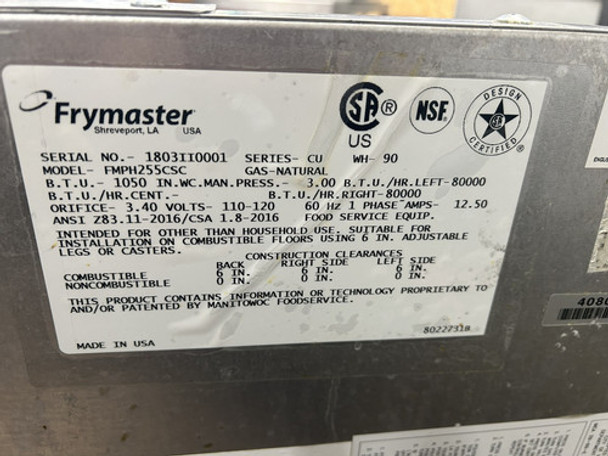 Frymaster
Shreveport, LA USA
SA ® US
NSF
DESIGN CERTIFIED ®
SERIAL NO.- 1803II0001 SERIES- CU WH- 90
MODEL- FMPH255CSC GAS-NATURAL
B.T.U.- 1050 IN.WC.MAN.PRESS.- 3.00 B.T.U./HR.LEFT-80000
B.T.U./HR.CENT.- B.T.U./HR.RIGHT-80000
ORIFICE- 3.40 VOLTS- 110-120 60 HZ 1 PHASE AMPS- 12.50
ANSI Z83.11-2016/CSA 1.8-2016 FOOD SERVICE EQUIP.
INTENDED FOR OTHER THAN HOUSEHOLD USE. SUITABLE FOR
INSTALLATION ON COMBUSTIBLE FLOORS USING 6 IN. ADJUSTABLE
LEGS OR CASTERS.
CONSTRUCTION CLEARANCES
BACK RIGHT SIDE LEFT SIDE
COMBUSTIBLE 6 IN. 6 IN. 6 IN.
NONCOMBUSTIBLE 0 IN. 0 IN. 0 IN.
THIS PRODUCT CONTAINS INFORMATION OR TECHNOLOGY PROPRIETARY TO
AND/OR PATENTED BY MANITOWOC FOODSERVICE.
8022731B
MADE IN USA
4080